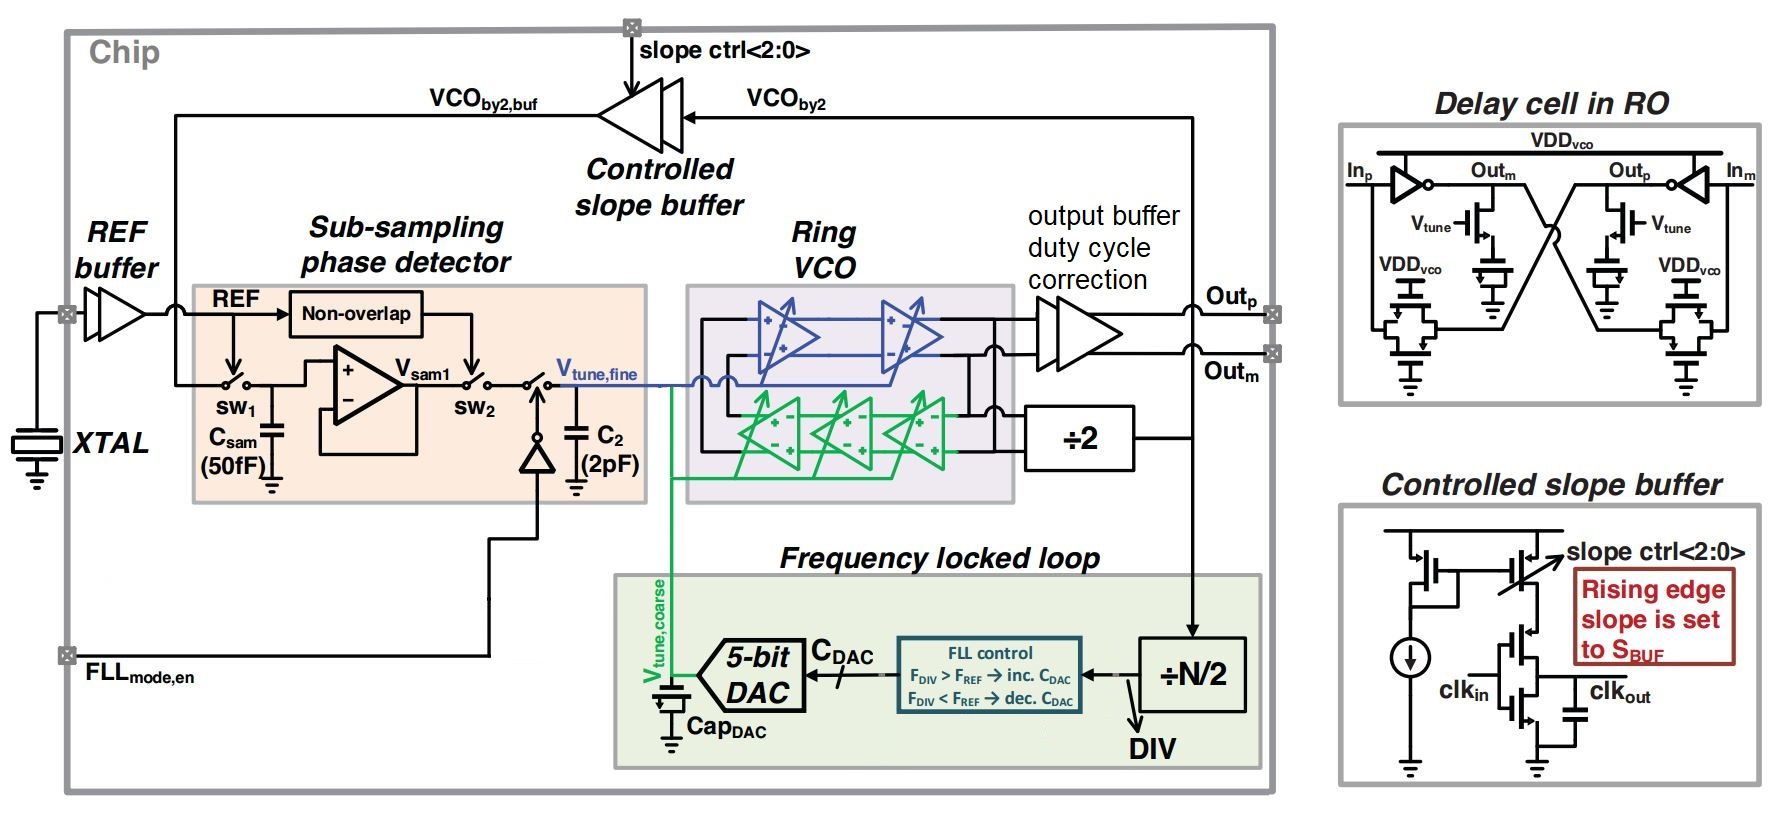 Chip
slope ctrl<2:0>
VCOby2,buf
VCOby2
Controlled
slope buffer
REF
buffer
Sub-sampling
phase detector
Ring
VCO
output buffer
duty cycle
correction
REF
Non-overlap
Outp
Outm
+
−
Vsam1
Vtune,fine
sw1
sw2
Csam
(50fF)
C2
(2pF)
XTAL
+ +
- -
- - -
+ + +
÷2
Frequency locked loop
Vtune,coarse
5-bit
DAC
CDAC
FLL control
FDIV > FREF → inc. CDAC
FDIV < FREF → dec. CDAC
÷N/2
DIV
CapDAC
FLLmode,en
Delay cell in RO
VDDvco
Inp
Outm
Outp
Inm
Vtune
Vtune
VDDvco
VDDvco
Controlled slope buffer
slope ctrl<2:0>
Rising edge
slope is set
to SBUF
clkin
clkout